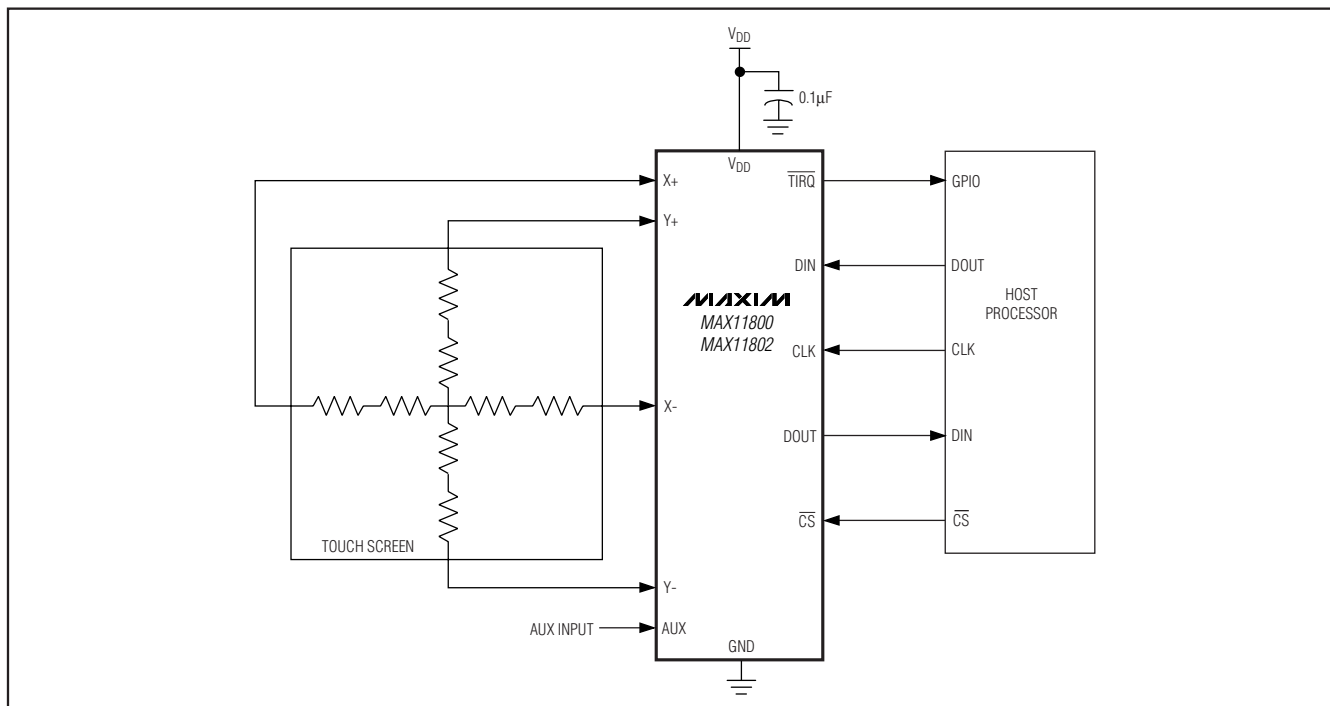 VDD
0.1µF
VDD
X+
Y+
X-
Y-
AUX INPUT
AUX
GND
TIRQ
DIN
CLK
DOUT
CS
MAXIM
MAX11800
MAX11802
TOUCH SCREEN
GPIO
DOUT
HOST
PROCESSOR
CLK
DIN
CS